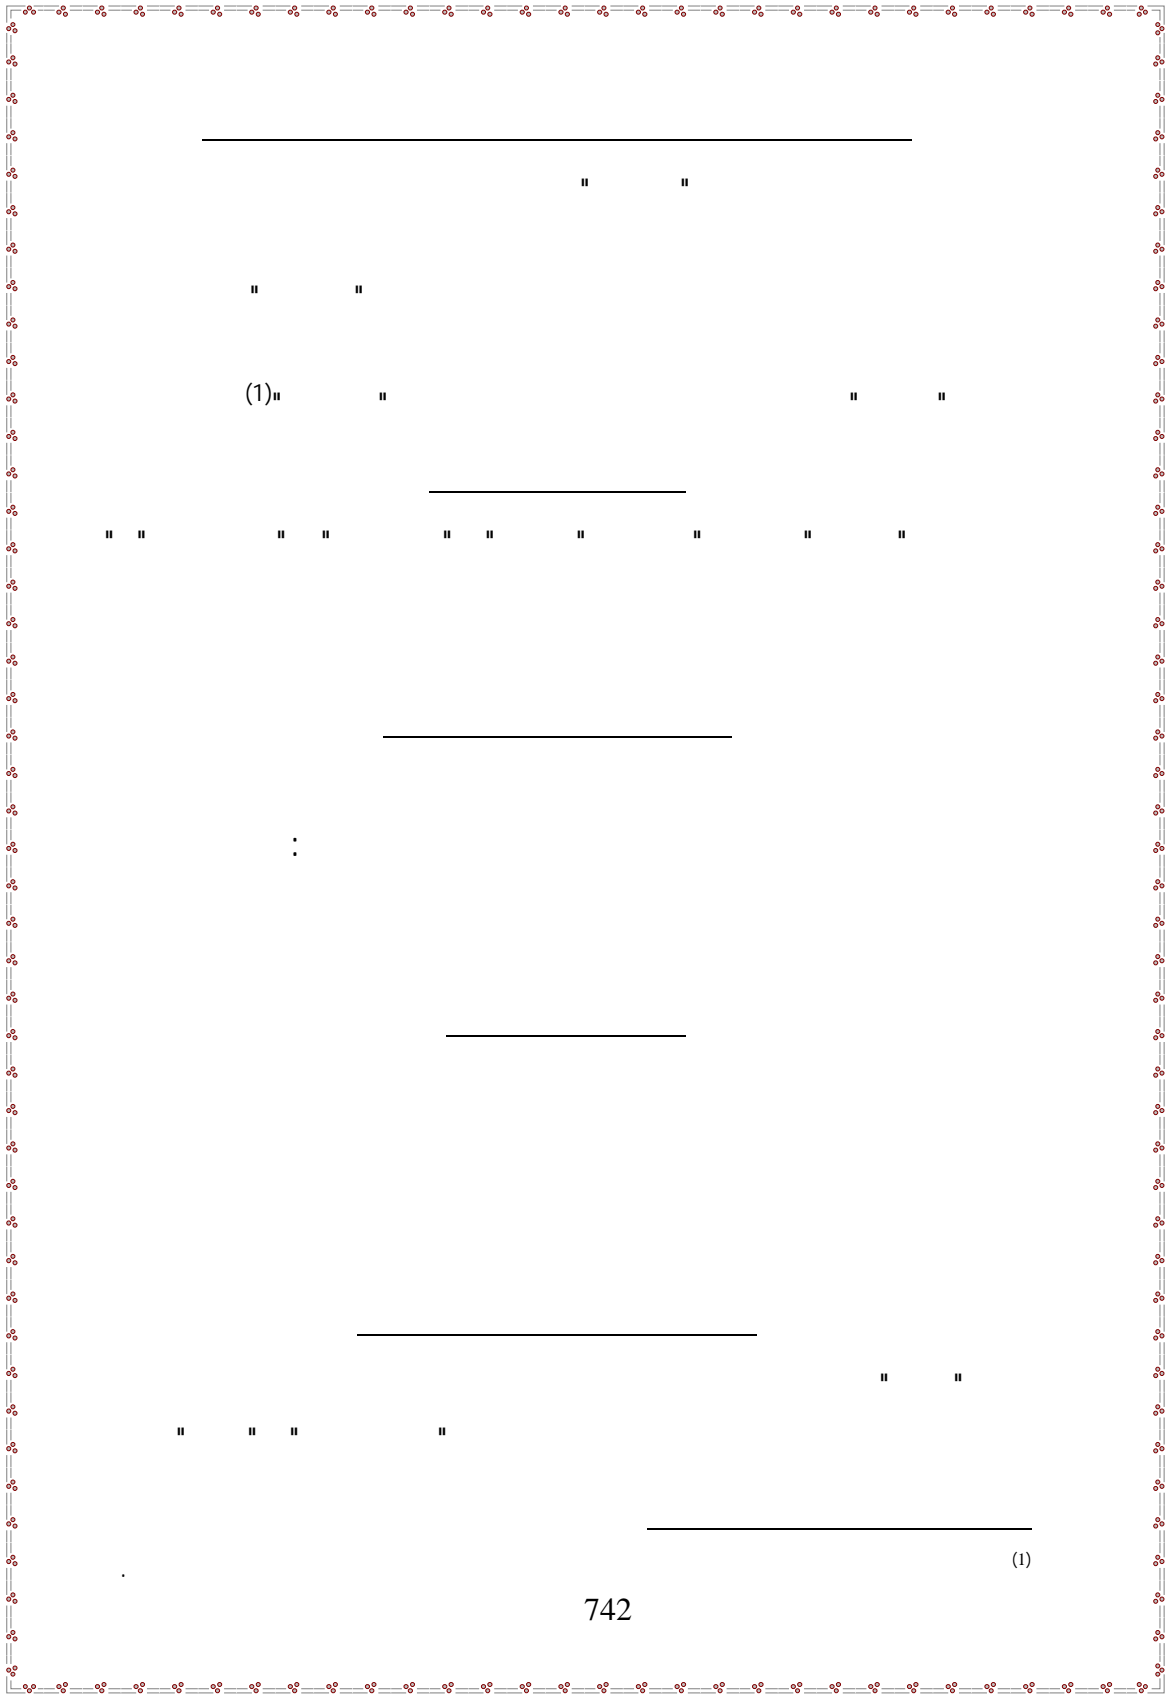 " "
" "
" " " "(1)
" " " " " " " " " "
:
" "
" " " "
(1)
.
742